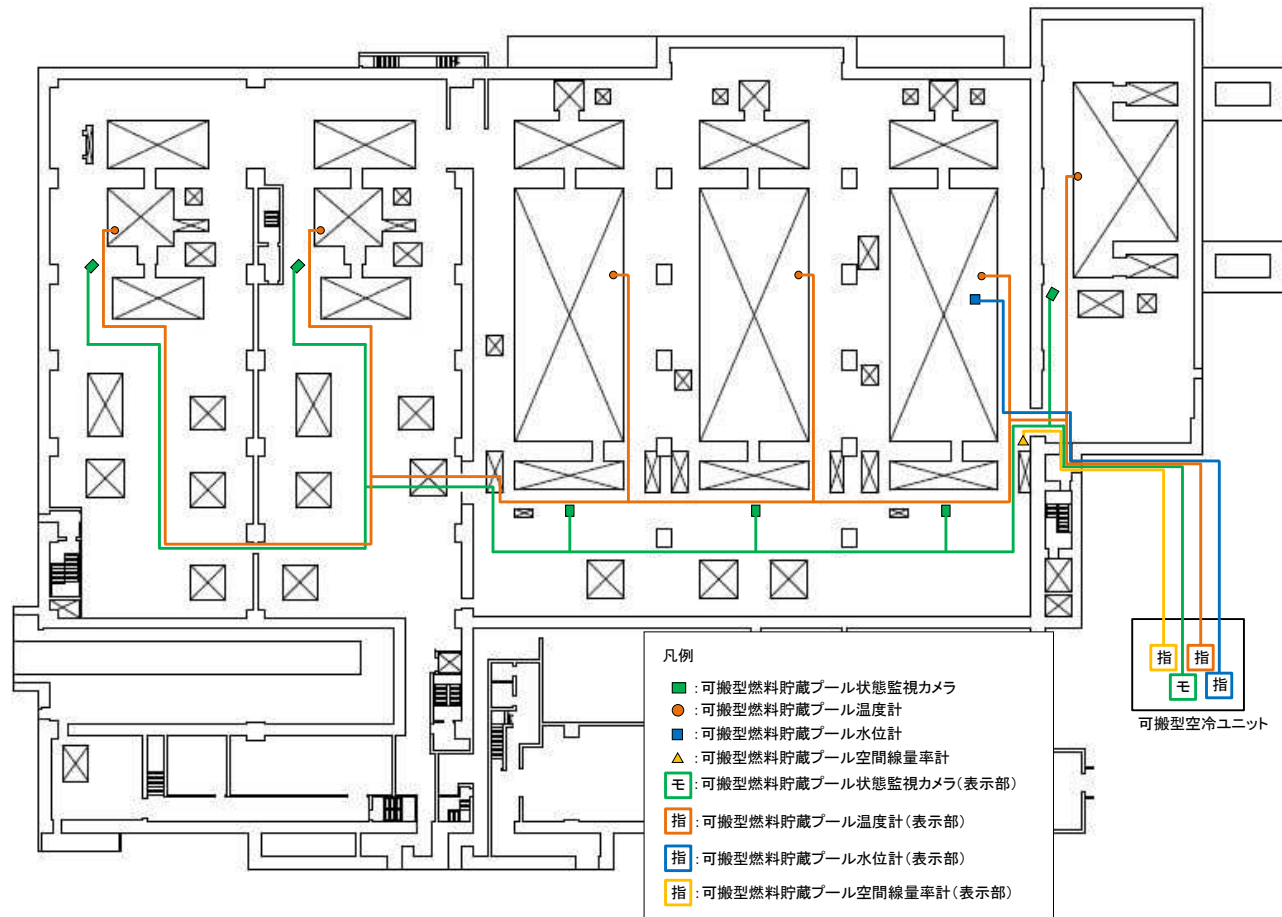 指
指
モ
指
可搬型空冷ユニット
凡例
:可搬型燃料貯蔵プール状態監視カメラ
:可搬型燃料貯蔵プール温度計
:可搬型燃料貯蔵プール水位計
:可搬型燃料貯蔵プール空間線量率計
モ:可搬型燃料貯蔵プール状態監視カメラ(表示部)
指:可搬型燃料貯蔵プール温度計(表示部)
指:可搬型燃料貯蔵プール水位計(表示部)
指:可搬型燃料貯蔵プール空間線量率計(表示部)